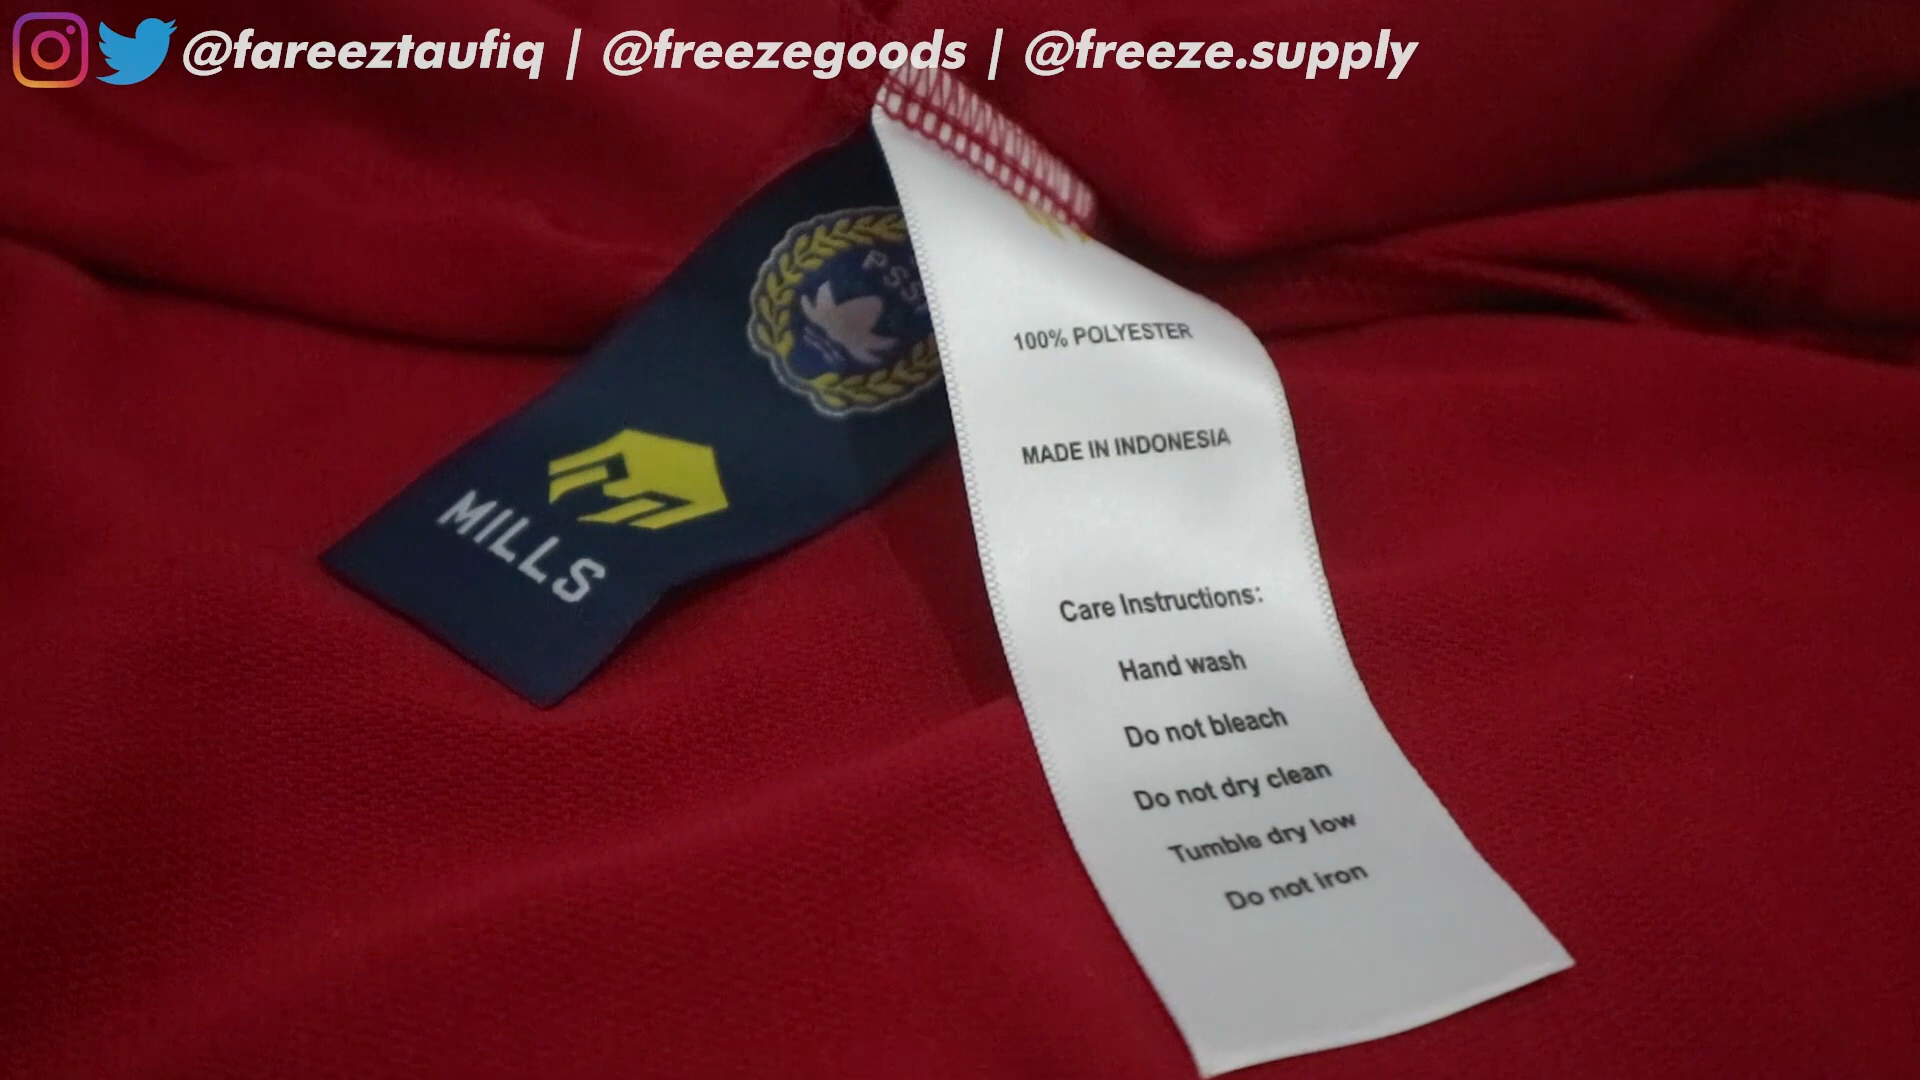 @fareeztaufiq | @freezegoods | @freeze.supply
MILLS
100% POLYESTER
MADE IN INDONESIA
Care Instructions:
Hand wash
Do not bleach
Do not dry clean
Tumble dry low
Do not iron